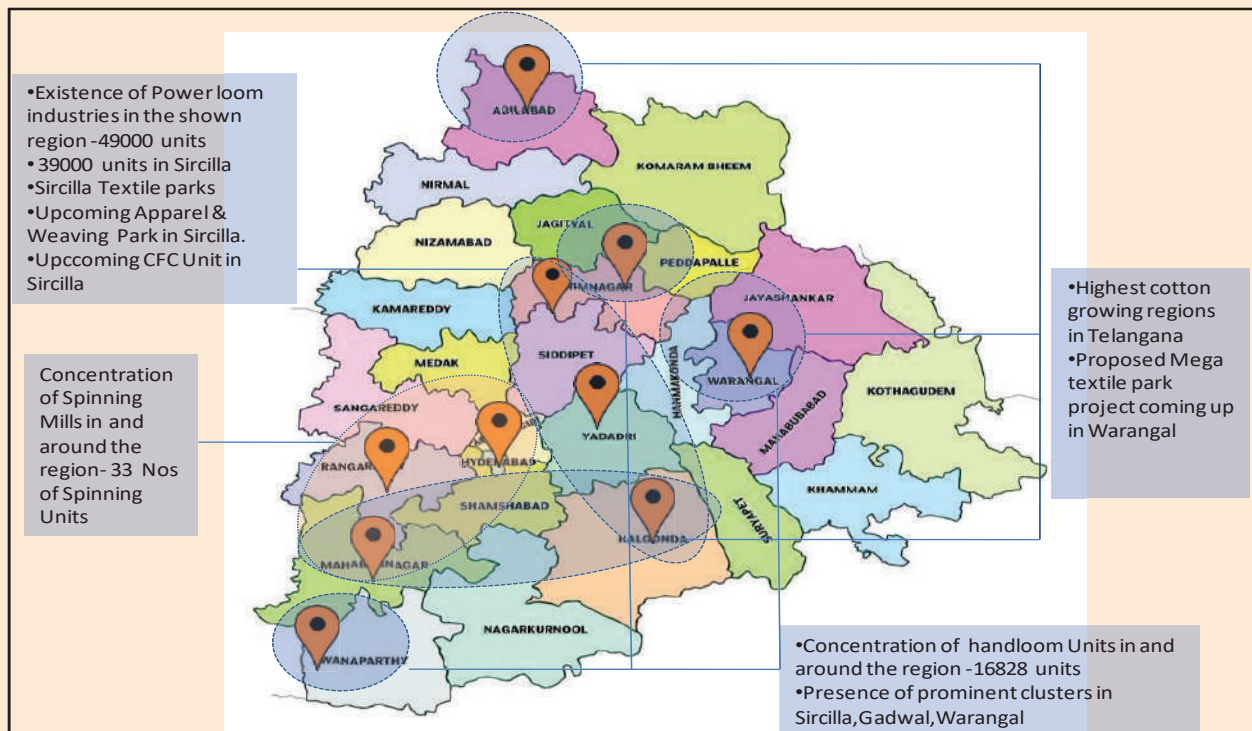 •Existence of Power loom
industries in the shown
region -49000 units
•39000 units in Sircilla
•Sircilla Textile parks
•Upcoming Apparel &
Weaving Park in Sircilla.
•Upccoming CFC Unit in
Sircilla
Concentration
of Spinning
Mills in and
around the
region- 33 Nos
of Spinning
Units
ADILABAD
KOMARAM BHEEM
NIRMAL
JAGITYAL
NIZAMABAD
PEDDAPALLE
JAYASHANKAR
KAMAREDDY
SIDDIPET
MEDAK
WARANGAL
HANMAKONDA
KOTHAGUDEM
SANGAREDDY
MAHABUBABAD
YADADRI
HYDERABAD
KHAMMAM
SHAMSHABAD
SURYAPET
NALGONDA
NAGARKURNOOL
WANAPARTHY
•Highest cotton
growing regions
in Telangana
•Proposed Mega
textile park
project coming up
in Warangal
•Concentration of handloom Units in and
around the region -16828 units
•Presence of prominent clusters in
Sircilla,Gadwal,Warangal